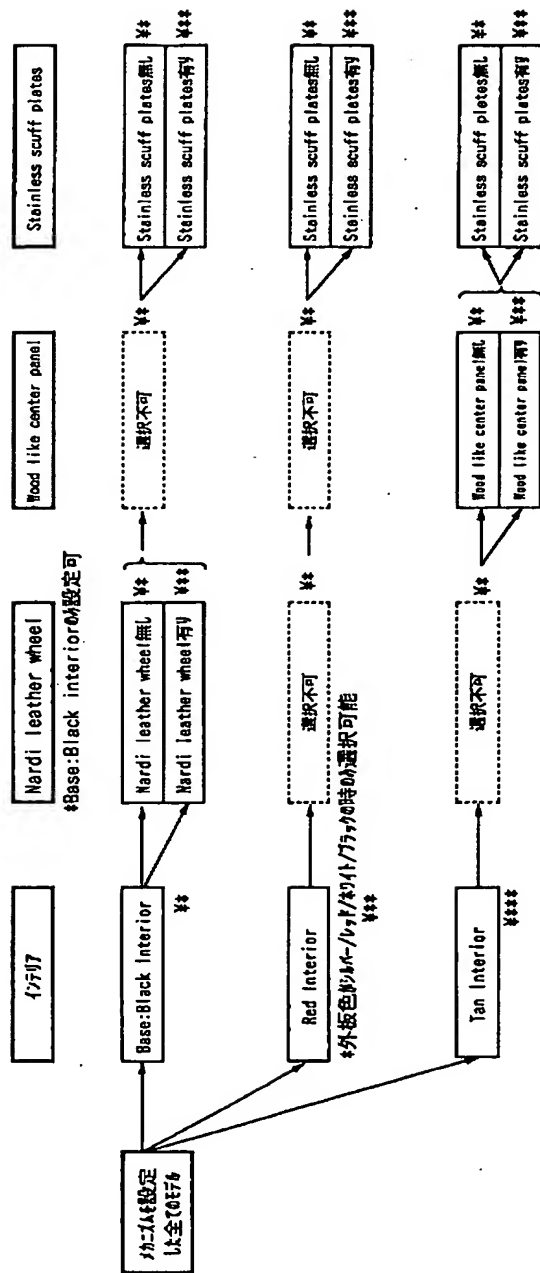 インテリア
Nardi leather wheel
Wood like center panel
Stainless scuff plates
*Base:Black interiorのみ設定可
メカニズムを設定
した全てのモデル
Base:Black Interior
¥**
Nardi leather wheel無し
¥**
Nardi leather wheel有り
¥***
選択不可
¥**
Stainless scuff plates無し
¥**
Stainless scuff plates有り
¥***
Red Interior
*外板色がシルバー/レッド/ホワイト/ブラックの時のみ選択可能
¥***
選択不可
¥**
選択不可
¥**
Stainless scuff plates無し
¥**
Stainless scuff plates有り
¥***
Tan Interior
¥***
選択不可
¥**
Wood like center panel無し
¥**
Wood like center panel有り
¥***
Stainless scuff plates無し
¥**
Stainless scuff plates有り
¥***